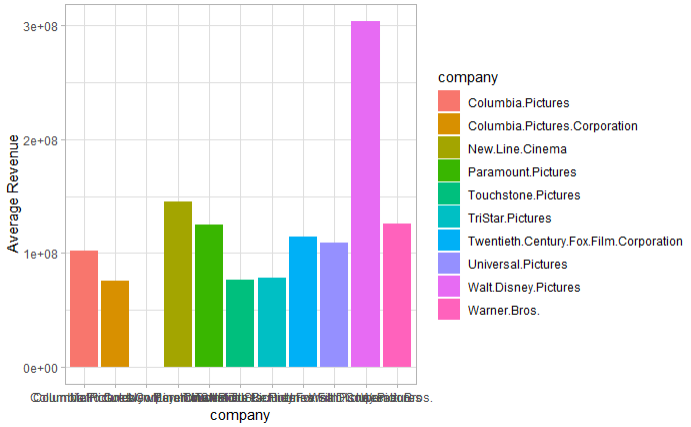 3e+08
2e+08
1e+08
0e+00
Average Revenue
company
company
Columbia.Pictures
Columbia.Pictures.Corporation
New.Line.Cinema
Paramount.Pictures
Touchstone.Pictures
TriStar.Pictures
Twentieth.Century.Fox.Film.Corporation
Universal.Pictures
Walt.Disney.Pictures
Warner.Bros.